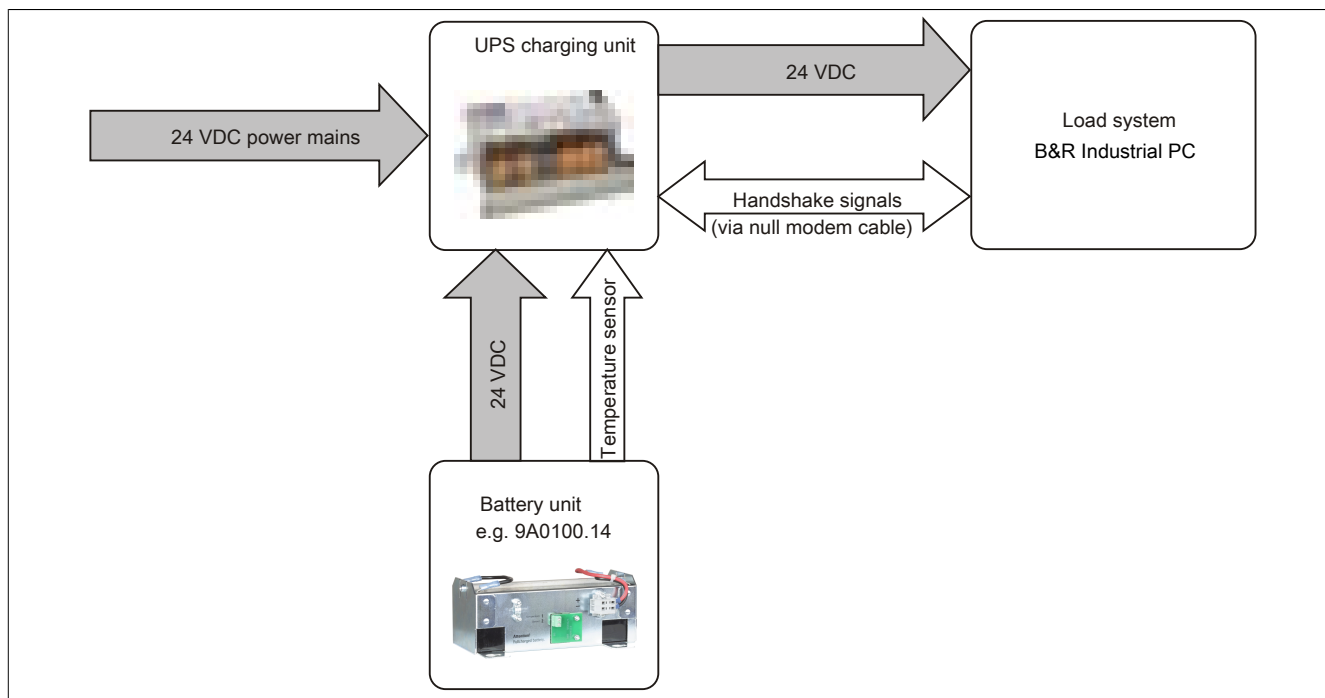 UPS charging unit
24 VDC
24 VDC power mains
Load system
B&R Industrial PC
Handshake signals
(via null modem cable)
24 VDC
Temperature sensor
Battery unit
e.g. 9A0100.14